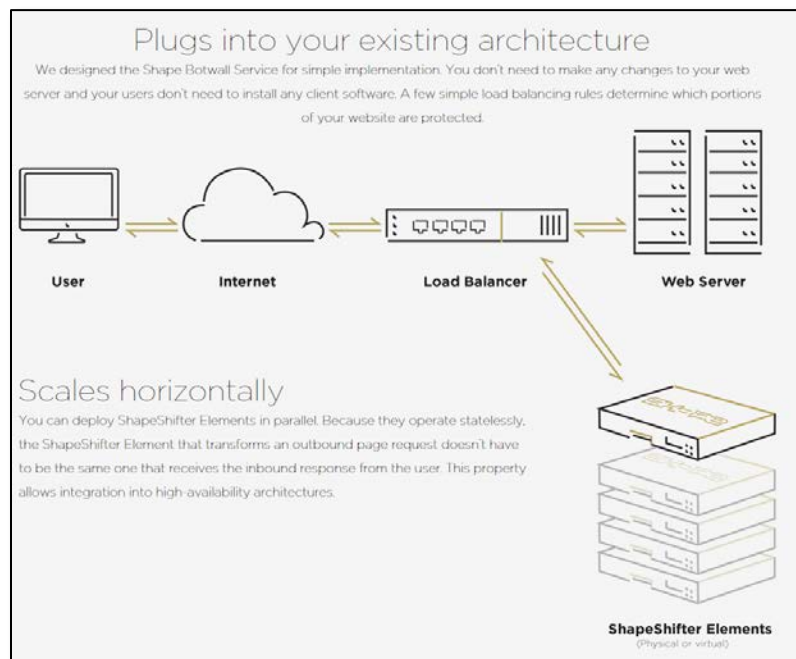 Plugs into your existing architecture
We designed the Shape Botwall Service for simple implementation. You don't need to make any changes to your web
server and your users don't need to install any client software. A few simple load balancing rules determine which portions
of your website are protected.
User
Internet
Load Balancer
Web Server
Scales horizontally
You can deploy ShapeShifter Elements in parallel. Because they operate statelessly,
the ShapeShifter Element that transforms an outbound page request doesn't have
to be the same one that receives the inbound response from the user. This property
allows integration into high-availability architectures.
ShapeShifter Elements
(Physical or virtual)